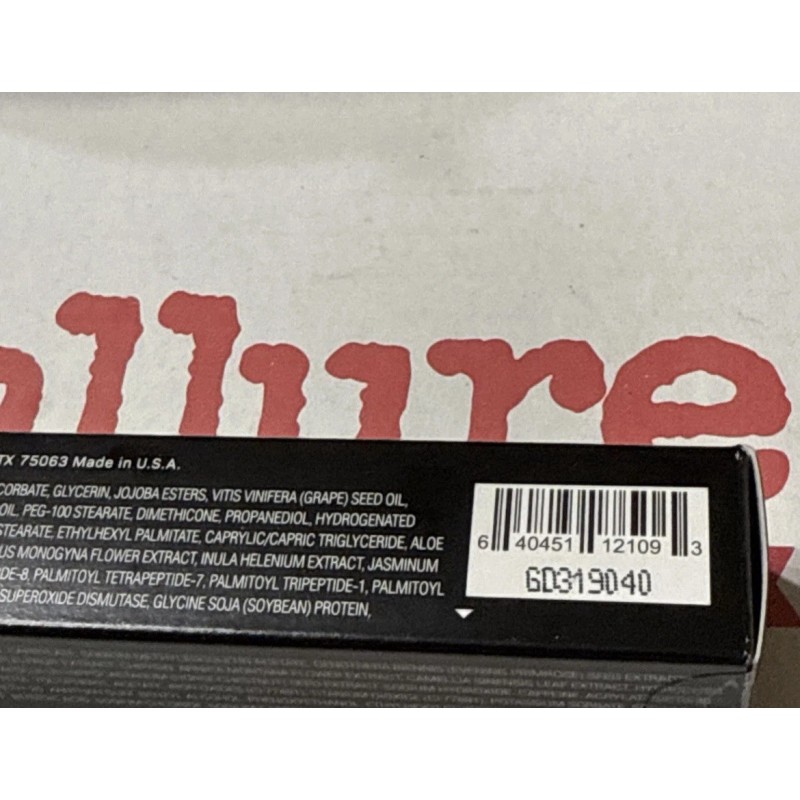 allure
TX 75063 Made in U.S.A.
CORBATE, GLYCERIN, JOJOBA ESTERS, VITIS VINIFERA (GRAPE) SEED OIL,
OIL, PEG-100 STEARATE, DIMETHICONE, PROPANEDIOL, HYDROGENATED
STEARATE, ETHYLHEXYL PALMITATE, CAPRYLIC/CAPRIC TRIGLYCERIDE, ALOE
US MONOGYNA FLOWER EXTRACT, INULA HELENIUM EXTRACT, JASMINUM
DE-8, PALMITOYL TETRAPEPTIDE-7, PALMITOYL TRIPEPTIDE-1, PALMITOYL
SUPEROXIDE DISMUTASE, GLYCINE SOJA (SOYBEAN) PROTEIN,
6 40451 12109 3
GD319040